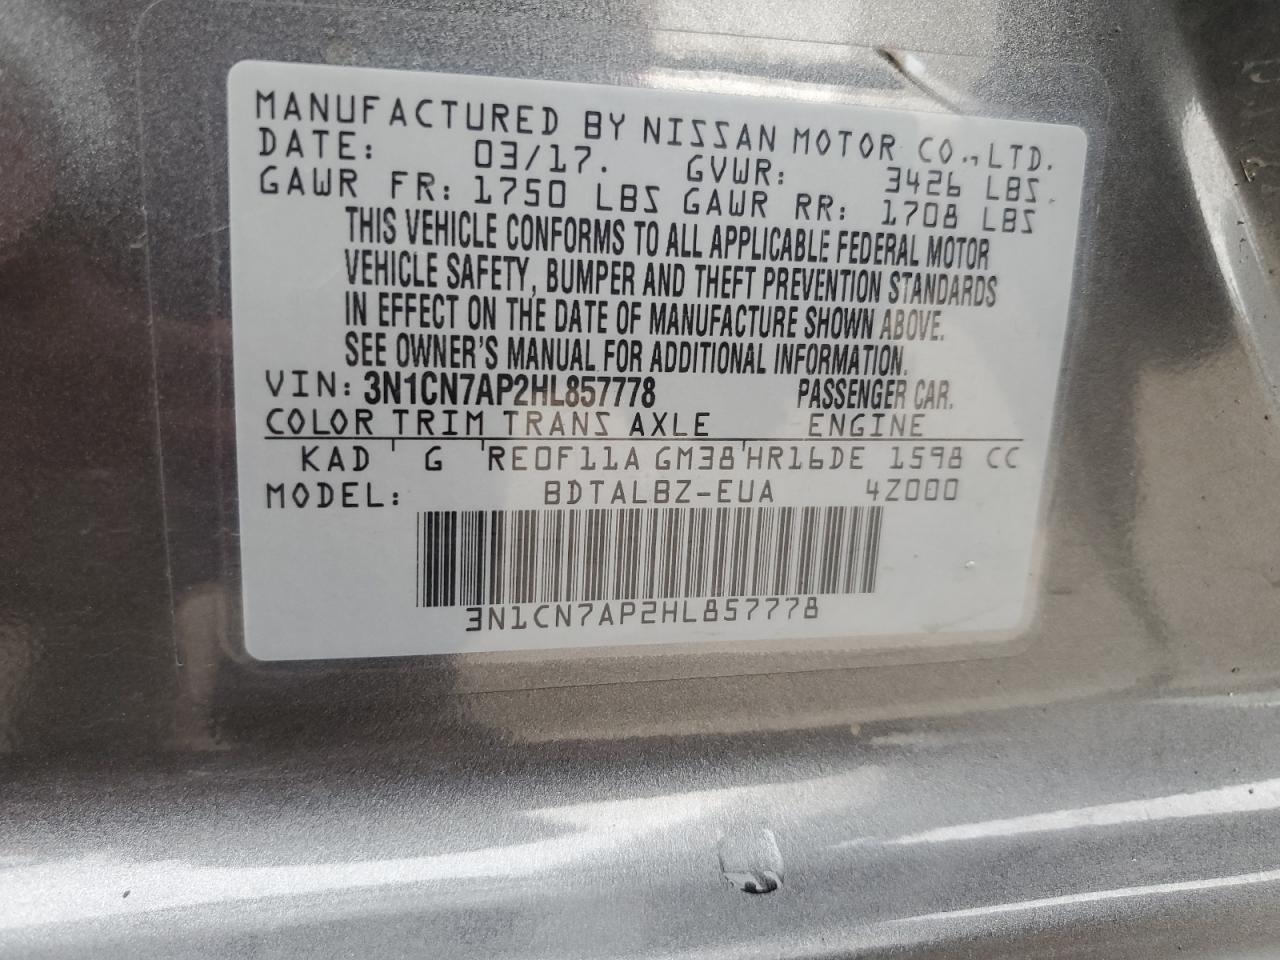 MANUFACTURED BY NISSAN MOTOR CO.,LTD.
DATE: 03/17. GVWR: 3426 LBS
GAWR FR: 1750 LBS GAWR RR: 1708 LBS
THIS VEHICLE CONFORMS TO ALL APPLICABLE FEDERAL MOTOR
VEHICLE SAFETY, BUMPER AND THEFT PREVENTION STANDARDS
IN EFFECT ON THE DATE OF MANUFACTURE SHOWN ABOVE.
SEE OWNER'S MANUAL FOR ADDITIONAL INFORMATION.
VIN: 3N1CN7AP2HL857778 PASSENGER CAR.
COLOR TRIM TRANS AXLE ENGINE
KAD G RE0F11A GM38 HR16DE 1598 CC
MODEL: BDTALBZ-EUA 4Z000
3N1CN7AP2HL857778